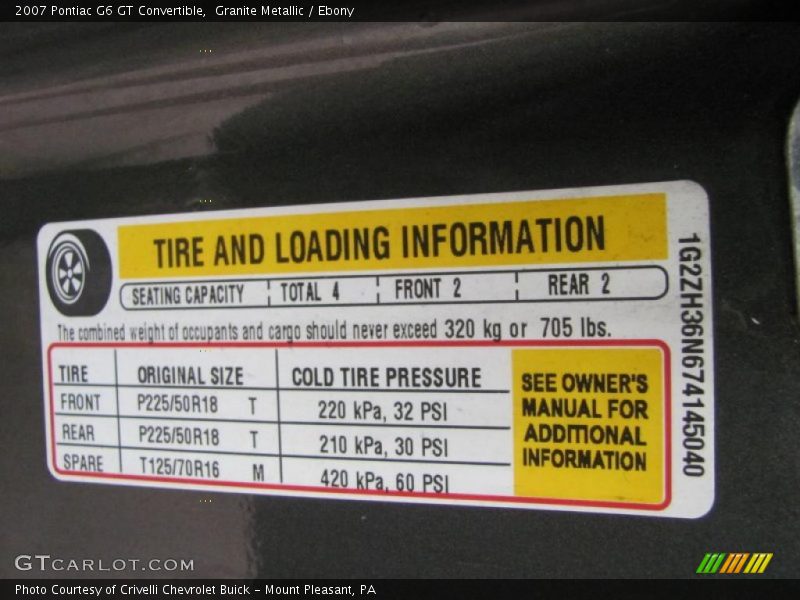 2007 Pontiac G6 GT Convertible,  Granite Metallic / Ebony
TIRE AND LOADING INFORMATION
SEATING CAPACITY TOTAL 4 FRONT 2 REAR 2
The combined weight of occupants and cargo should never exceed 320 kg or 705 lbs.
TIRE ORIGINAL SIZE COLD TIRE PRESSURE
FRONT P225/50R18 T 220 kPa, 32 PSI
REAR P225/50R18 T 210 kPa, 30 PSI
SPARE T125/70R16 M 420 kPa, 60 PSI
SEE OWNER'S
MANUAL FOR
ADDITIONAL
INFORMATION
1G2ZH36N674145040
GTCARLOT.COM
Photo Courtesy of Crivelli Chevrolet Buick - Mount Pleasant, PA